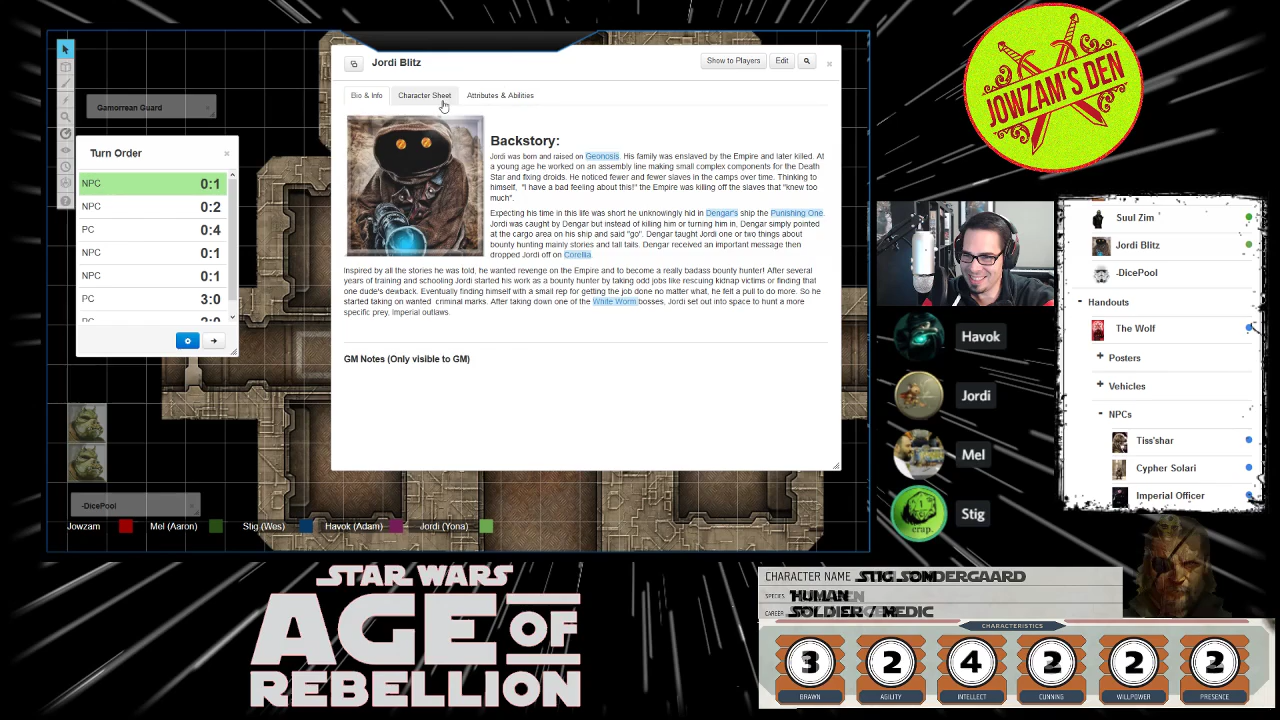 Jordi Blitz
Show to Players
Edit
JOWZAM'S DEN
Bio & Info
Character Sheet
Attributes & Abilities
Gamorrean Guard
Turn Order
NPC 0:1
NPC 0:2
PC 0:4
NPC 0:1
NPC 0:1
PC 3:0
Backstory:
Jordi was born and raised on Geonosis. His family was enslaved by the Empire and later killed. At
a young age he worked on an assembly line making small complex components for the Death
Star and fixing droids. He noticed fewer and fewer slaves in the camps over time. Thinking to
himself, "I have a bad feeling about this!" the Empire was killing off the slaves that "knew too
much".
Expecting his time in this life was short he unknowingly hid in Dengar's ship the Punishing One.
Jordi was caught by Dengar but instead of killing him or turning him in, Dengar simply pointed
at the cargo area on his ship and said "go". Dengar taught Jordi one or two things about
bounty hunting mainly stories and tall tails. Dengar received an important message then
dropped Jordi off on Corellia.
Inspired by all the stories he was told, he wanted revenge on the Empire and to become a really badass bounty hunter! After several
years of training and schooling Jordi started his work as a bounty hunter by taking odd jobs like rescuing kidnap victims or finding that
one dude's dewback. Eventually finding himself with a small rep for getting the job done no matter what, he felt a pull to do more. So he
started taking on wanted criminal marks. After taking down one of the White Worm bosses, Jordi set out into space to hunt a more
specific prey, Imperial outlaws.
GM Notes (Only visible to GM)
Suul Zim
Jordi Blitz
-DicePool
Handouts
The Wolf
Posters
Vehicles
NPCs
Tiss'shar
Cypher Solari
Imperial Officer
Havok
Jordi
Mel
crap.
Stig
-DicePool
Jowzam
Mel (Aaron)
Stig (Wes)
Havok (Adam)
Jordi (Yona)
STAR WARS
AGE OF
REBELLION
CHARACTER NAME STIG SONDERGAARD
SPECIES HUMAN
CAREER SOLDIER / MEDIC
CHARACTERISTICS
3 2 4 2 2 2
BRAWN AGILITY INTELLECT CUNNING WILLPOWER PRESENCE